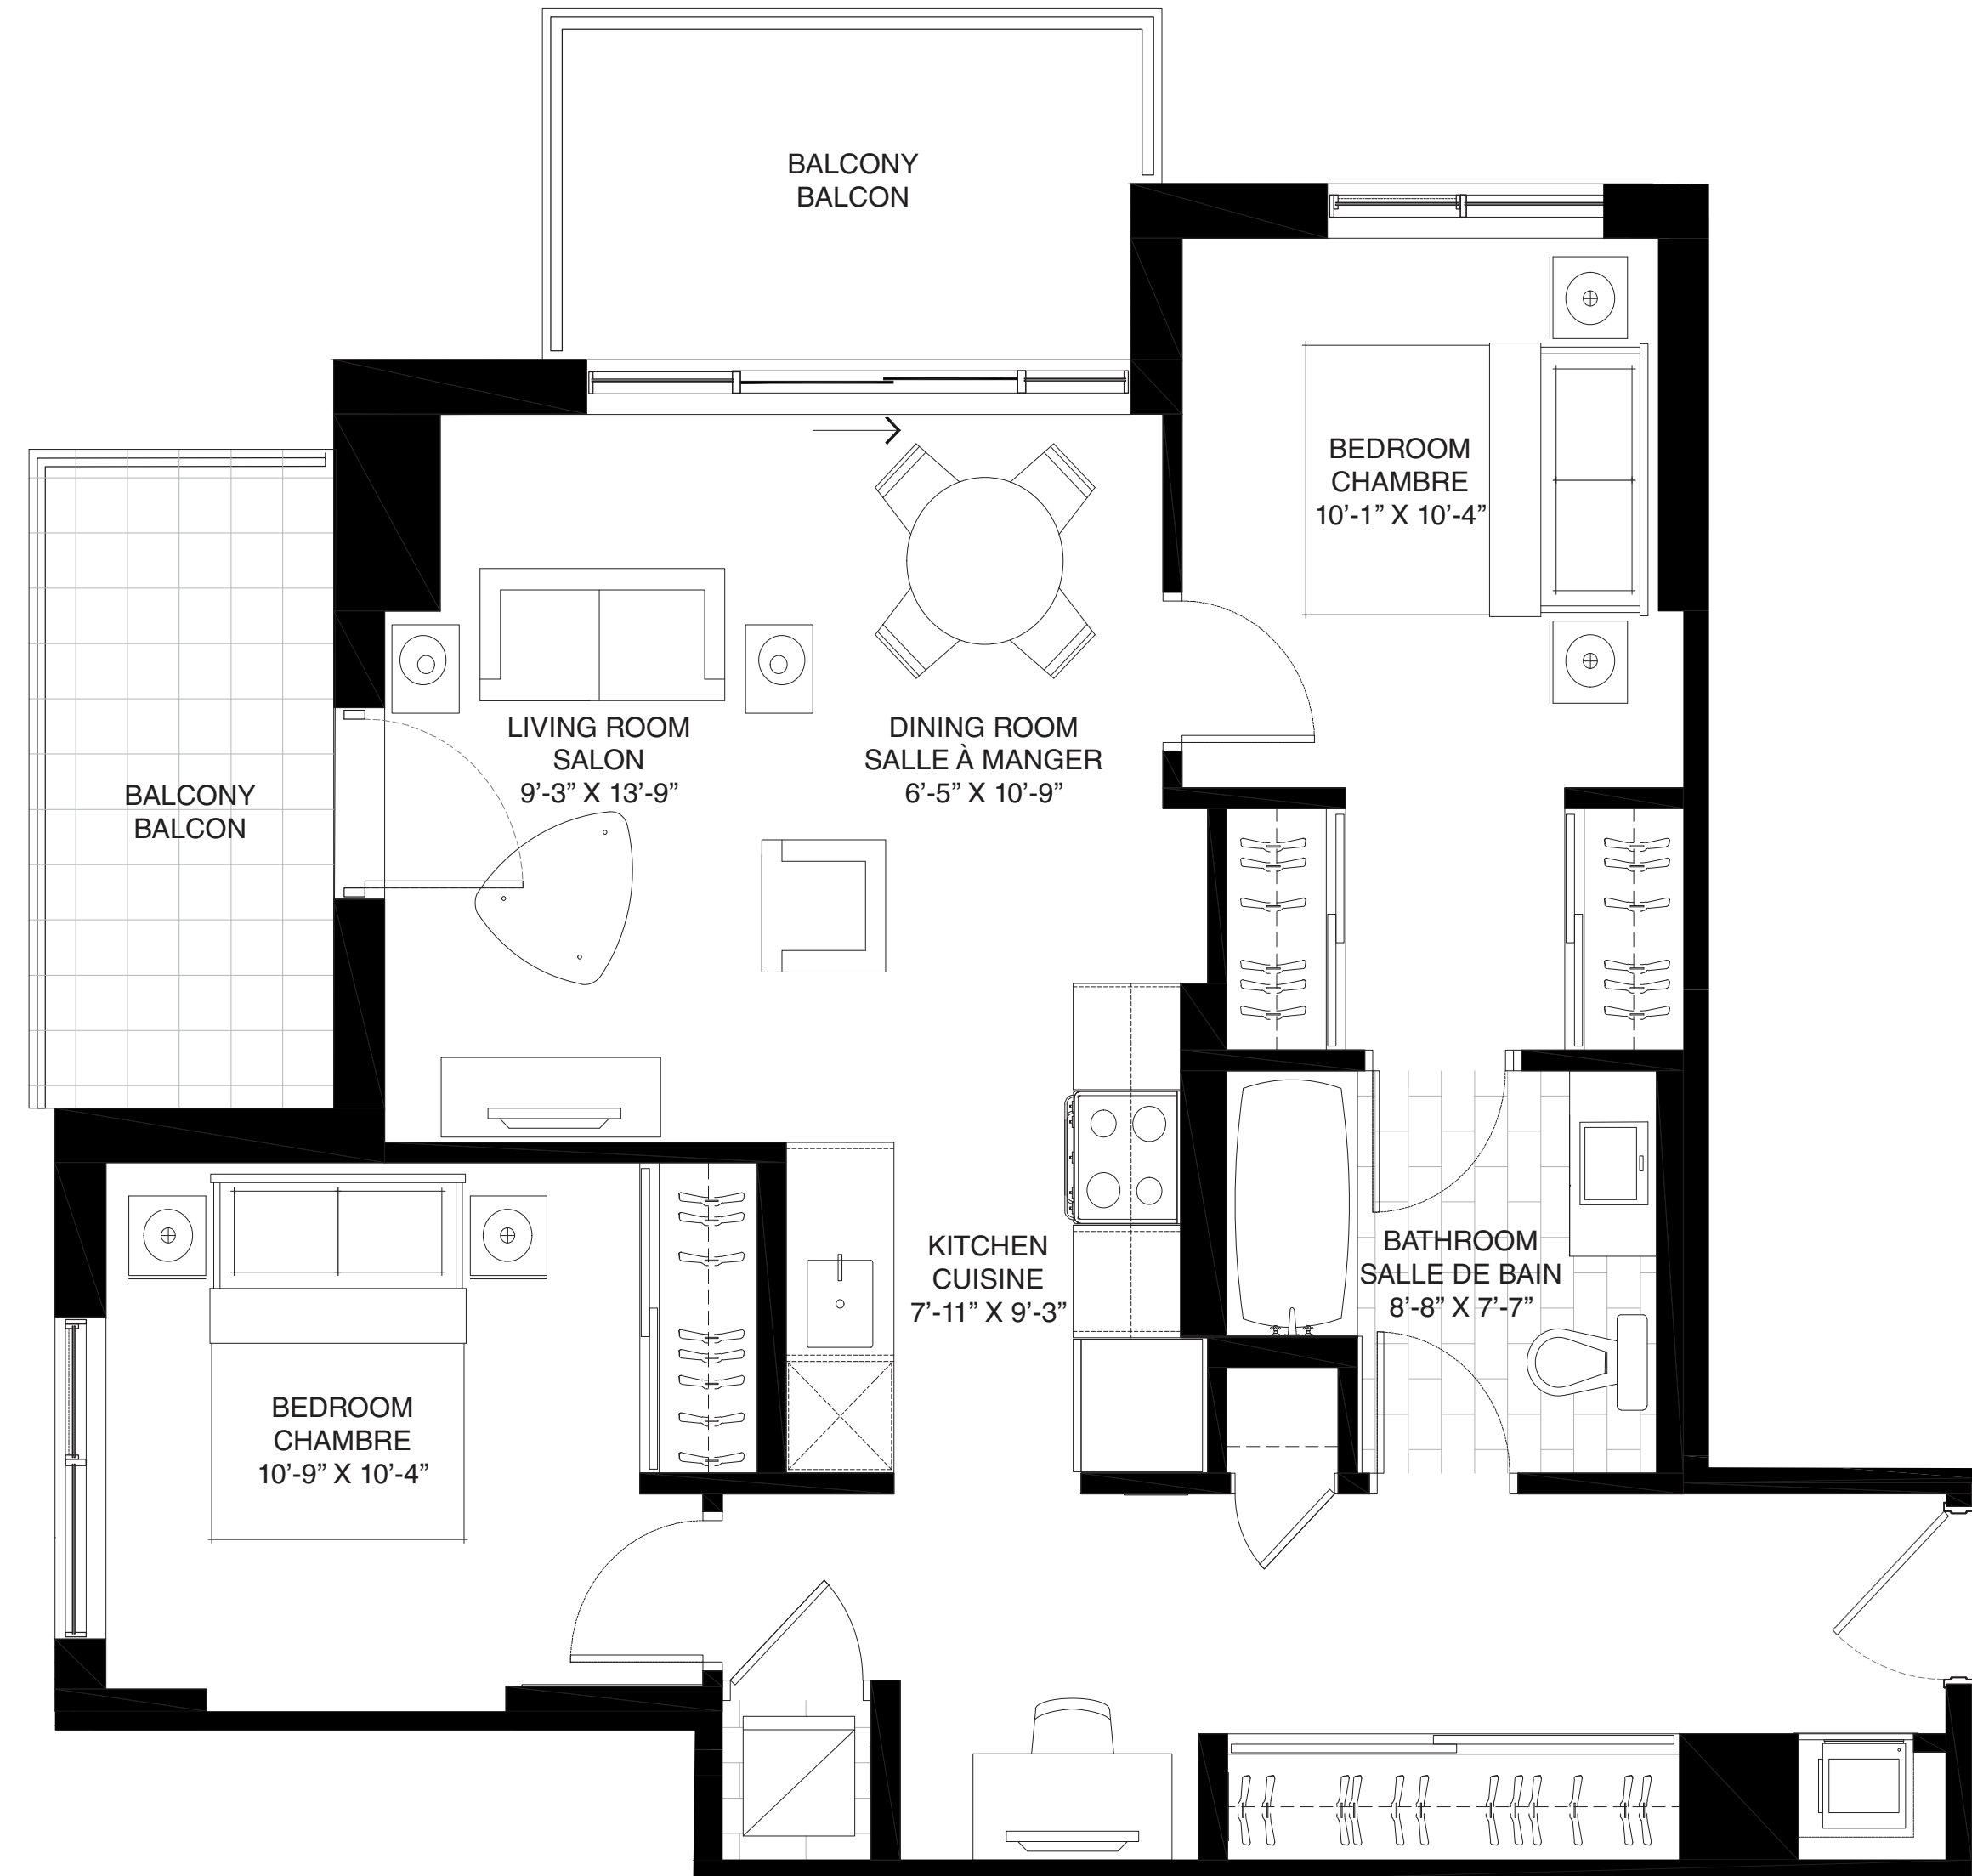 BALCONY
BALCON
BEDROOM
CHAMBRE
10’-1” X 10’-4”
LIVING ROOM
SALON
9’-3” X 13’-9”
DINING ROOM
SALLE À MANGER
6’-5” X 10’-9”
BALCONY
BALCON
KITCHEN
CUISINE
7’-11” X 9’-3”
BATHROOM
SALLE DE BAIN
8’-8” X 7’-7”
BEDROOM
CHAMBRE
10’-9” X 10’-4”